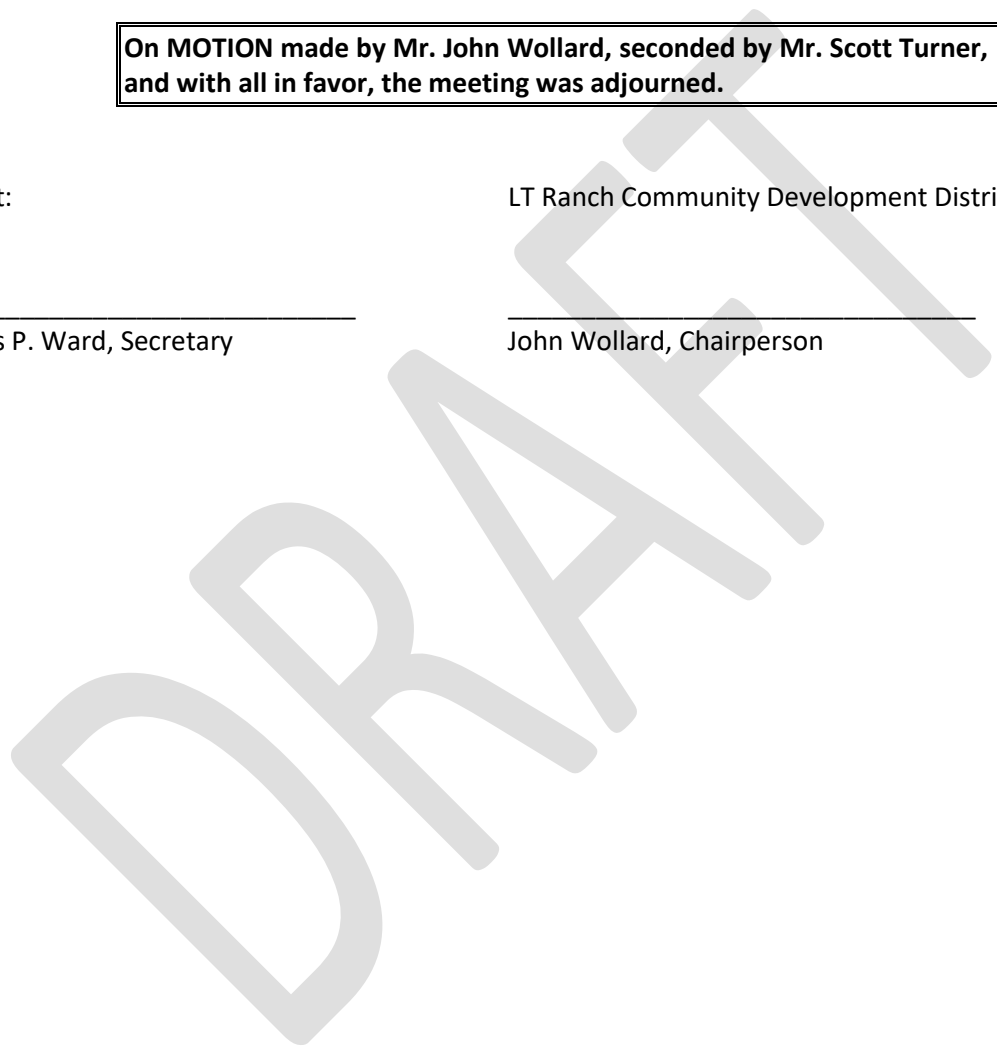 On MOTION made by Mr. John Wollard, seconded by Mr. Scott Turner,
and with all in favor, the meeting was adjourned.
LT Ranch Community Development
P. Ward, Secretary
John Wollard, Chairperson
DRAFT